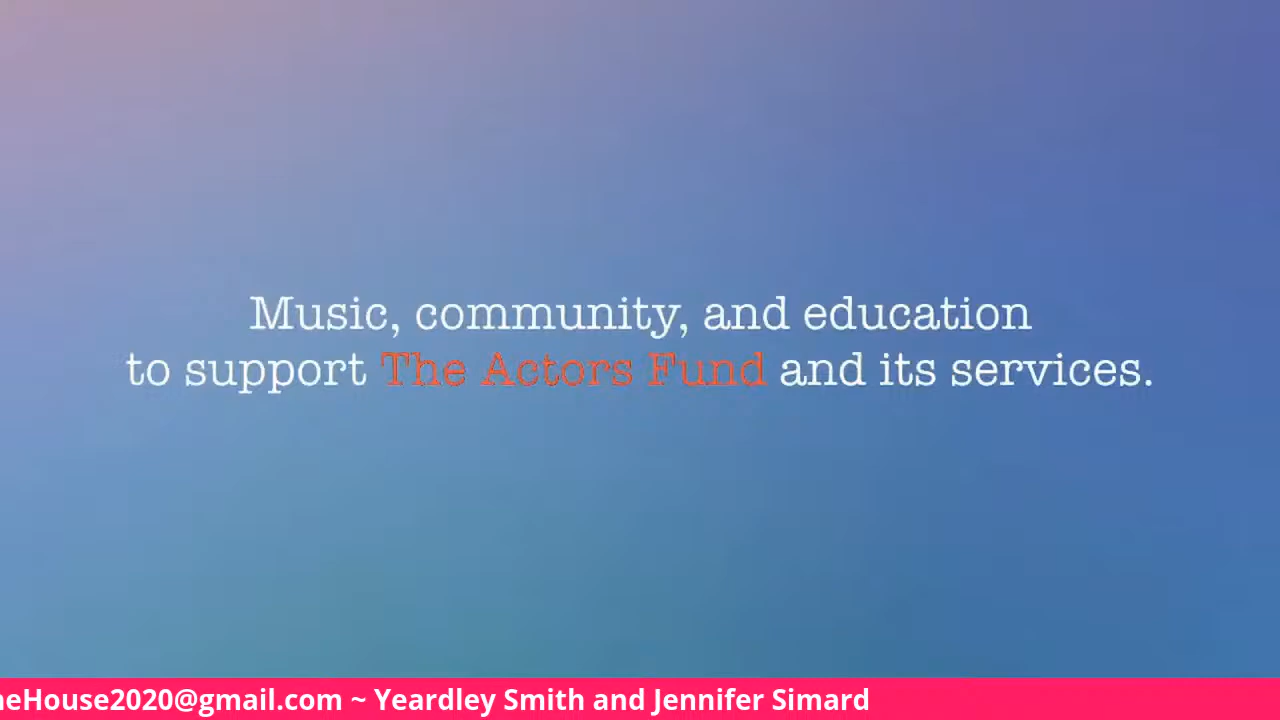 Music, community, and education
to support The Actors Fund and its services.
neHouse2020@gmail.com ~ Yeardley Smith and Jennifer Simard